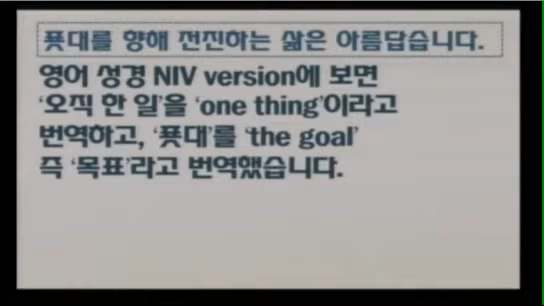 푯대를 향해 전진하는 삶은 아름답습니다.
영어 성경 NIV version에 보면
‘오직 한 일’을 ‘one thing’이라고
번역하고, ‘푯대’를 ‘the goal’
즉 ‘목표’라고 번역했습니다.